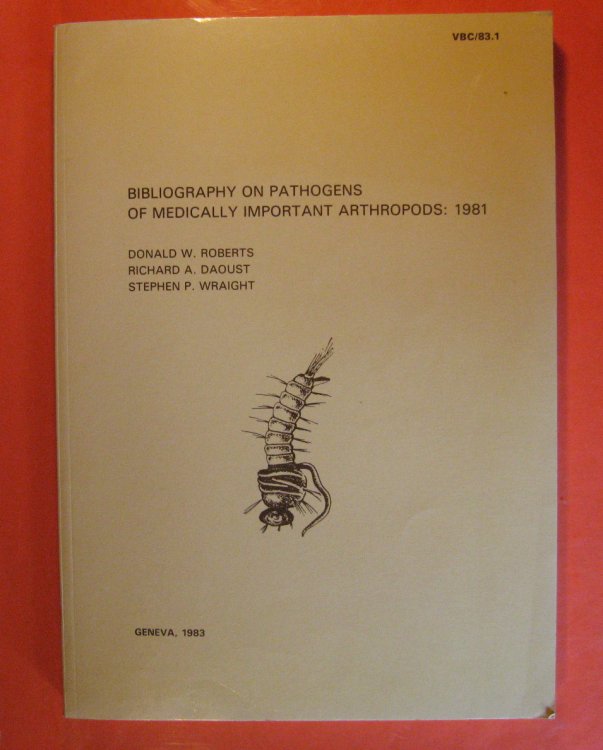 VBC/83.1
BIBLIOGRAPHY ON PATHOGENS
OF MEDICALLY IMPORTANT ARTHROPODS: 1981
DONALD W. ROBERTS
RICHARD A. DAOUST
STEPHEN P. WRAIGHT
GENEVA, 1983